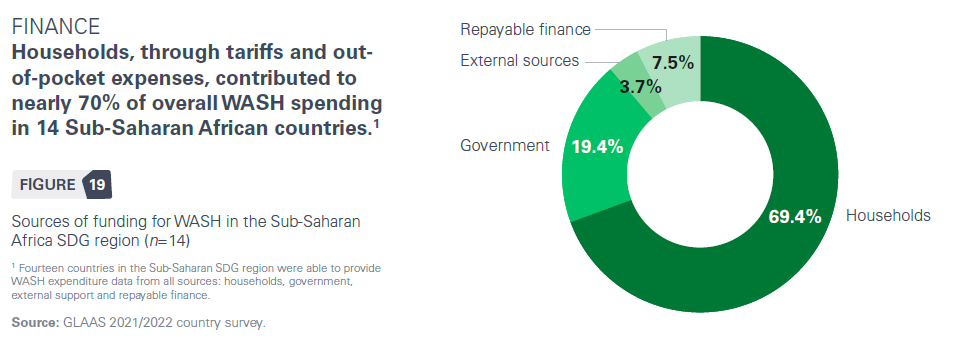 FINANCE
Households, through tariffs and out-
of-pocket expenses, contributed to
nearly 70% of overall WASH spending
in 14 Sub-Saharan African countries.¹
FIGURE 19
Sources of funding for WASH in the Sub-Saharan
Africa SDG region (n=14)
¹ Fourteen countries in the Sub-Saharan SDG region were able to provide
WASH expenditure data from all sources: households, government,
external support and repayable finance.
Source: GLAAS 2021/2022 country survey.
Repayable finance
7.5%
External sources
3.7%
Government
19.4%
69.4%
Households